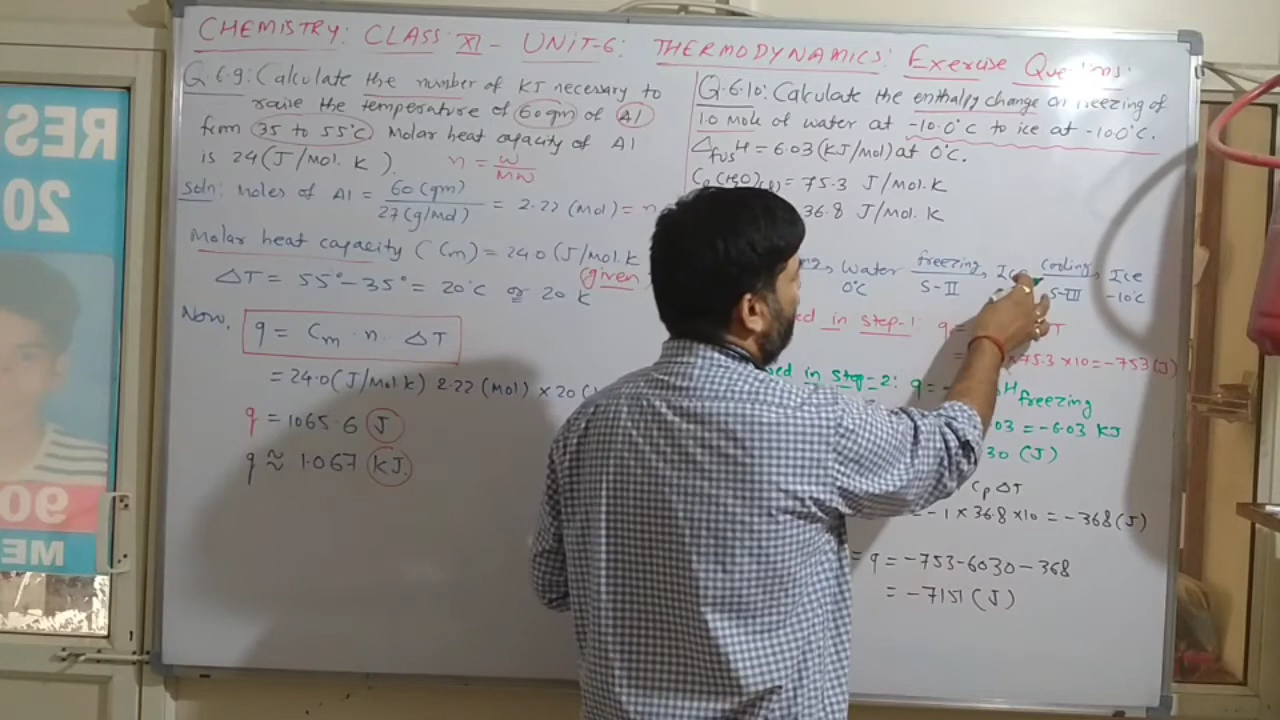 CHEMISTRY: CLASS XI - UNIT-6: THERMODYNAMICS: Exercise
Q.6.9: Calculate the number of KJ necessary to
raise the temperature of 60gm of Al
from 35 to 55°C Molar heat capacity of Al
is 24 (J/mol. K). n = W/MW
Soln: Moles of Al = 60 (gm)/27 (g/mol) = 2.22 (mol) = n
Molar heat capacity (Cm) = 24.0 (J/mol. K
(given
ΔT = 55° - 35° = 20°C or 20 K
Now, q = Cm · n · ΔT
= 24.0 (J/mol.k) 2.22 (mol) × 20 (
q = 1065.6 J
q ≈ 1.067 KJ.
Q.6.10: Calculate the enthalpy change on freezing of
1.0 mole of water at -10.0°C to ice at -10.0°C.
ΔfusH = 6.03 (KJ/mol) at 0°C.
Cp (H2O)(l) = 75.3 J/mol.K
36.8 J/mol. K
Water freezing cooling Ice
0°C S-II S-III -10°C
in step-1: q = T
× 75.3 × 10 = -753 (J)
in step-2: q = - H freezing
03 = -6.03 KJ
30 (J)
Cp ΔT
= -1 × 36.8 × 10 = -368 (J)
= q = -753-6030-368
= -7151 (J)
RES
20
90
ME